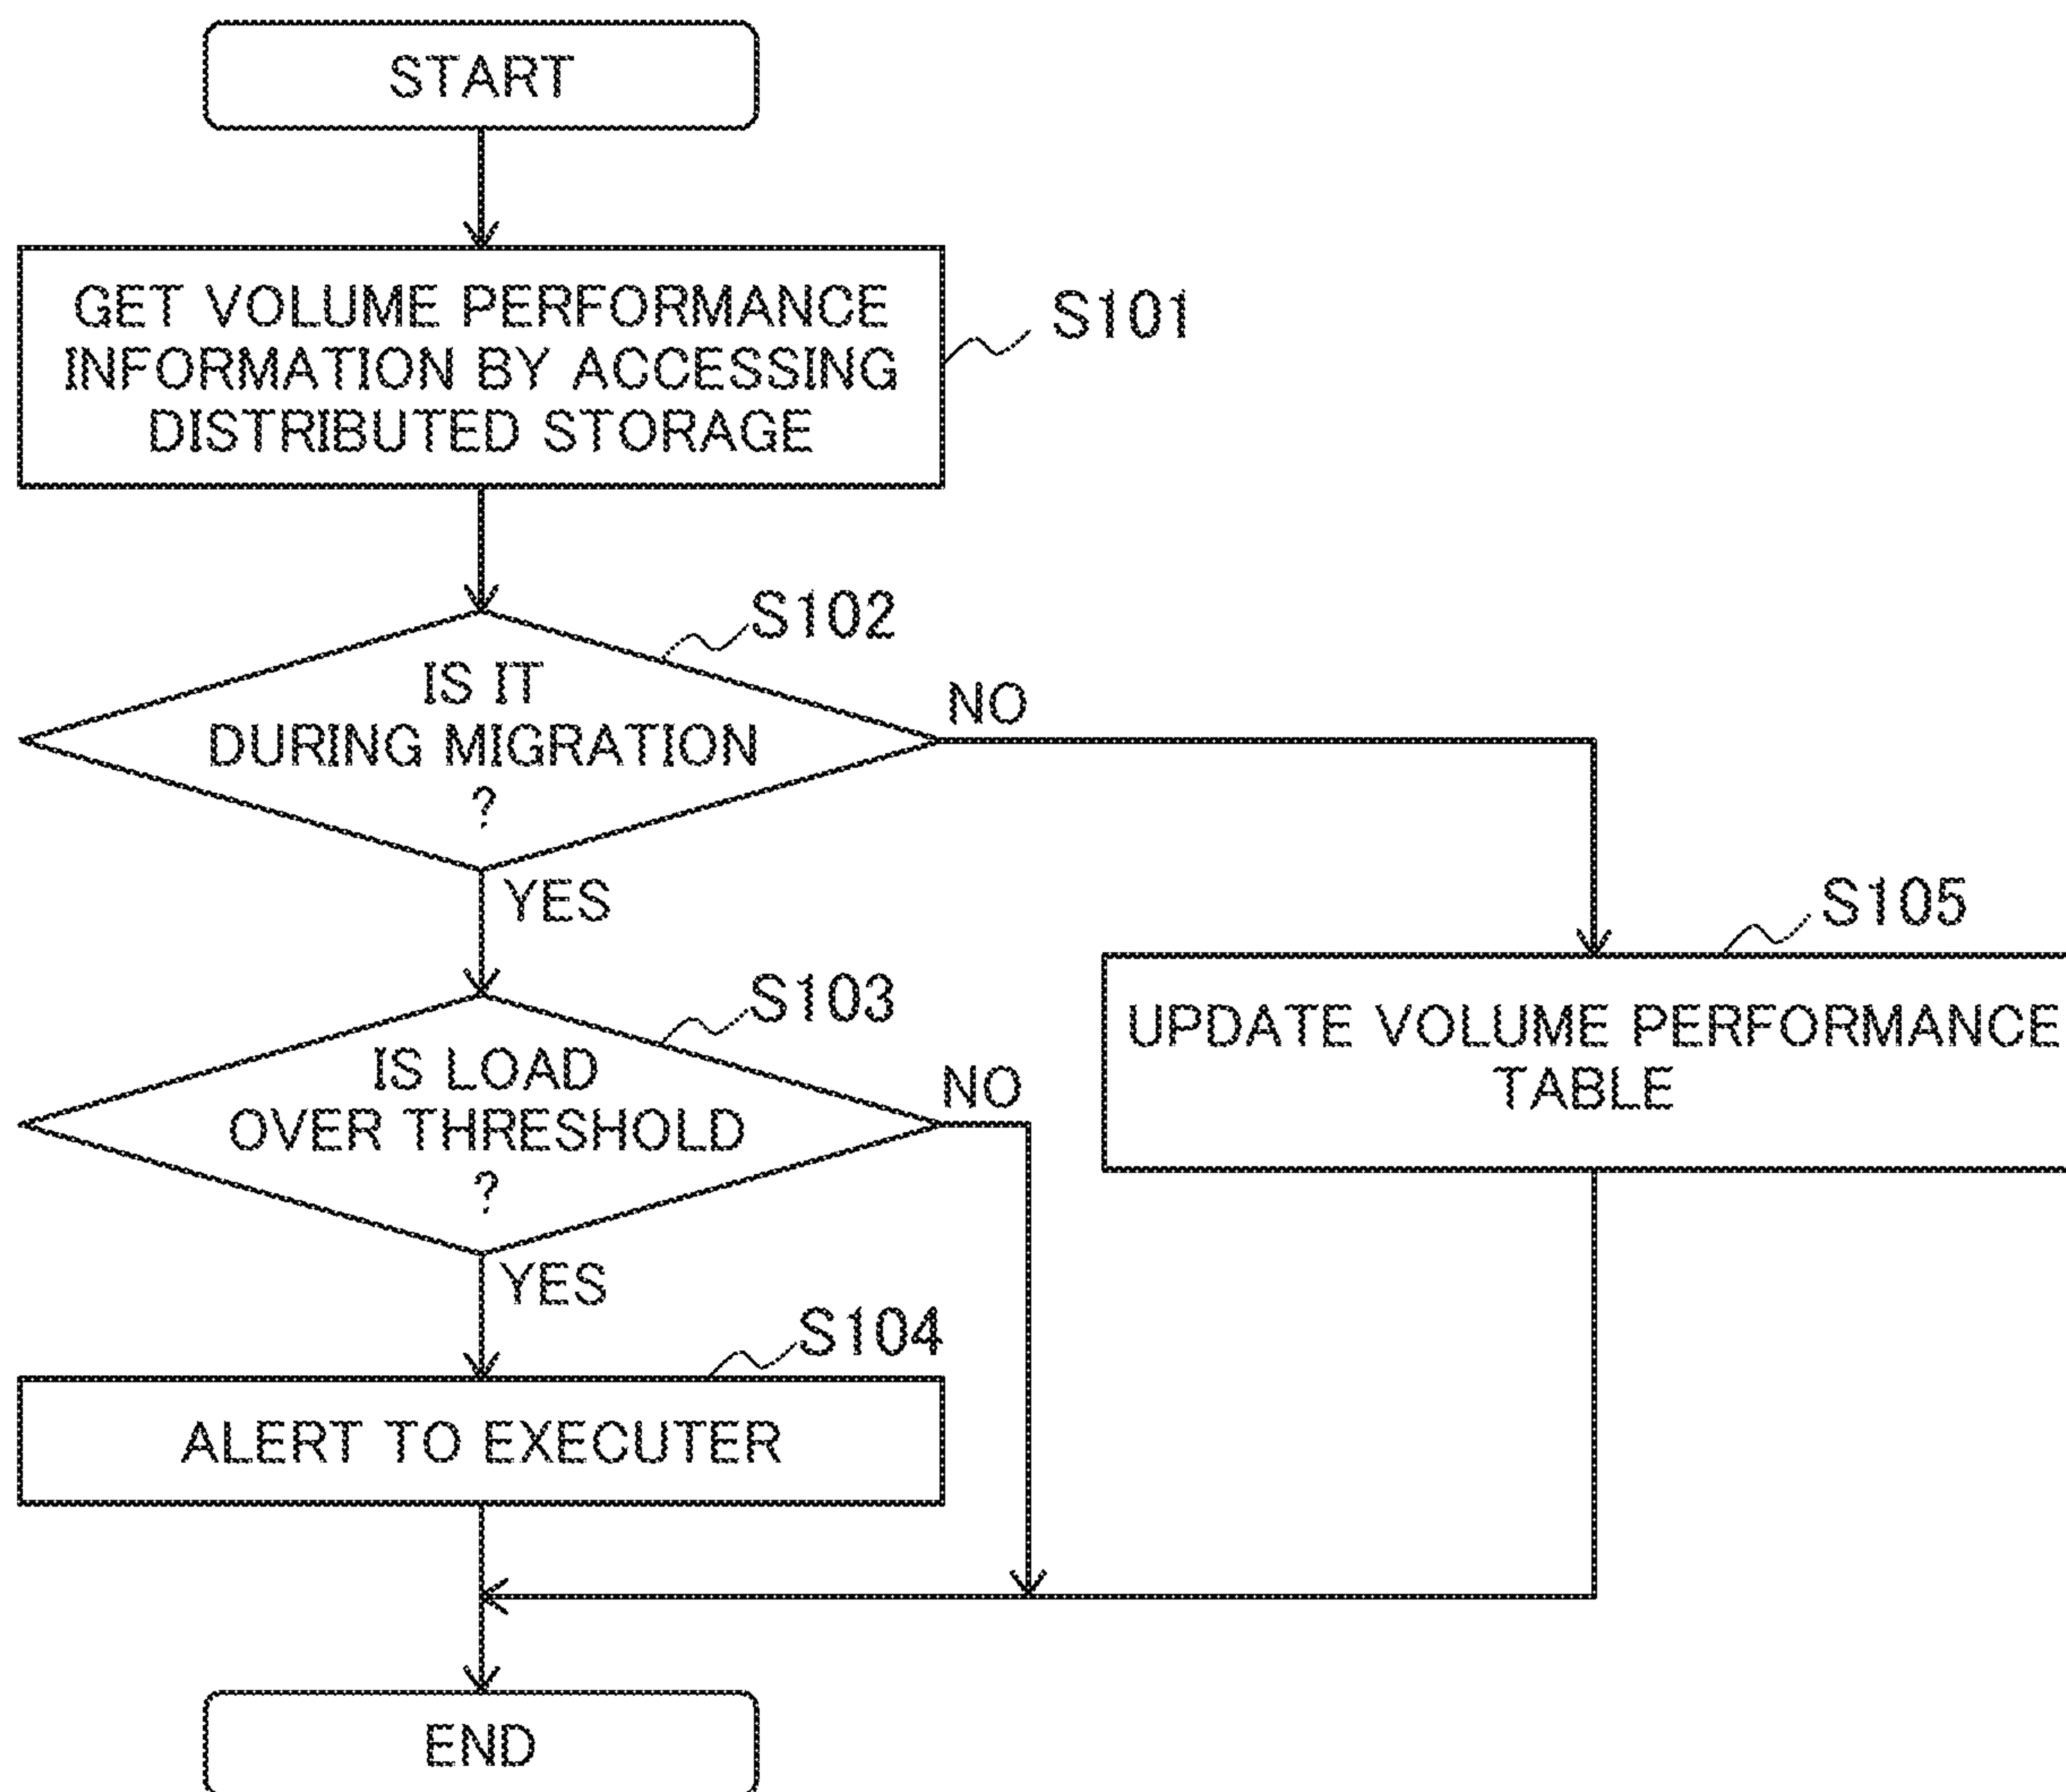 START
GET VOLUME PERFORMANCE
INFORMATION BY ACCESSING
DISTRIBUTED STORAGE
S101
S102
IS IT
DURING MIGRATION
?
NO
YES
S105
UPDATE VOLUME PERFORMANCE
TABLE
S103
IS LOAD
OVER THRESHOLD
?
NO
YES
S104
ALERT TO EXECUTER
END